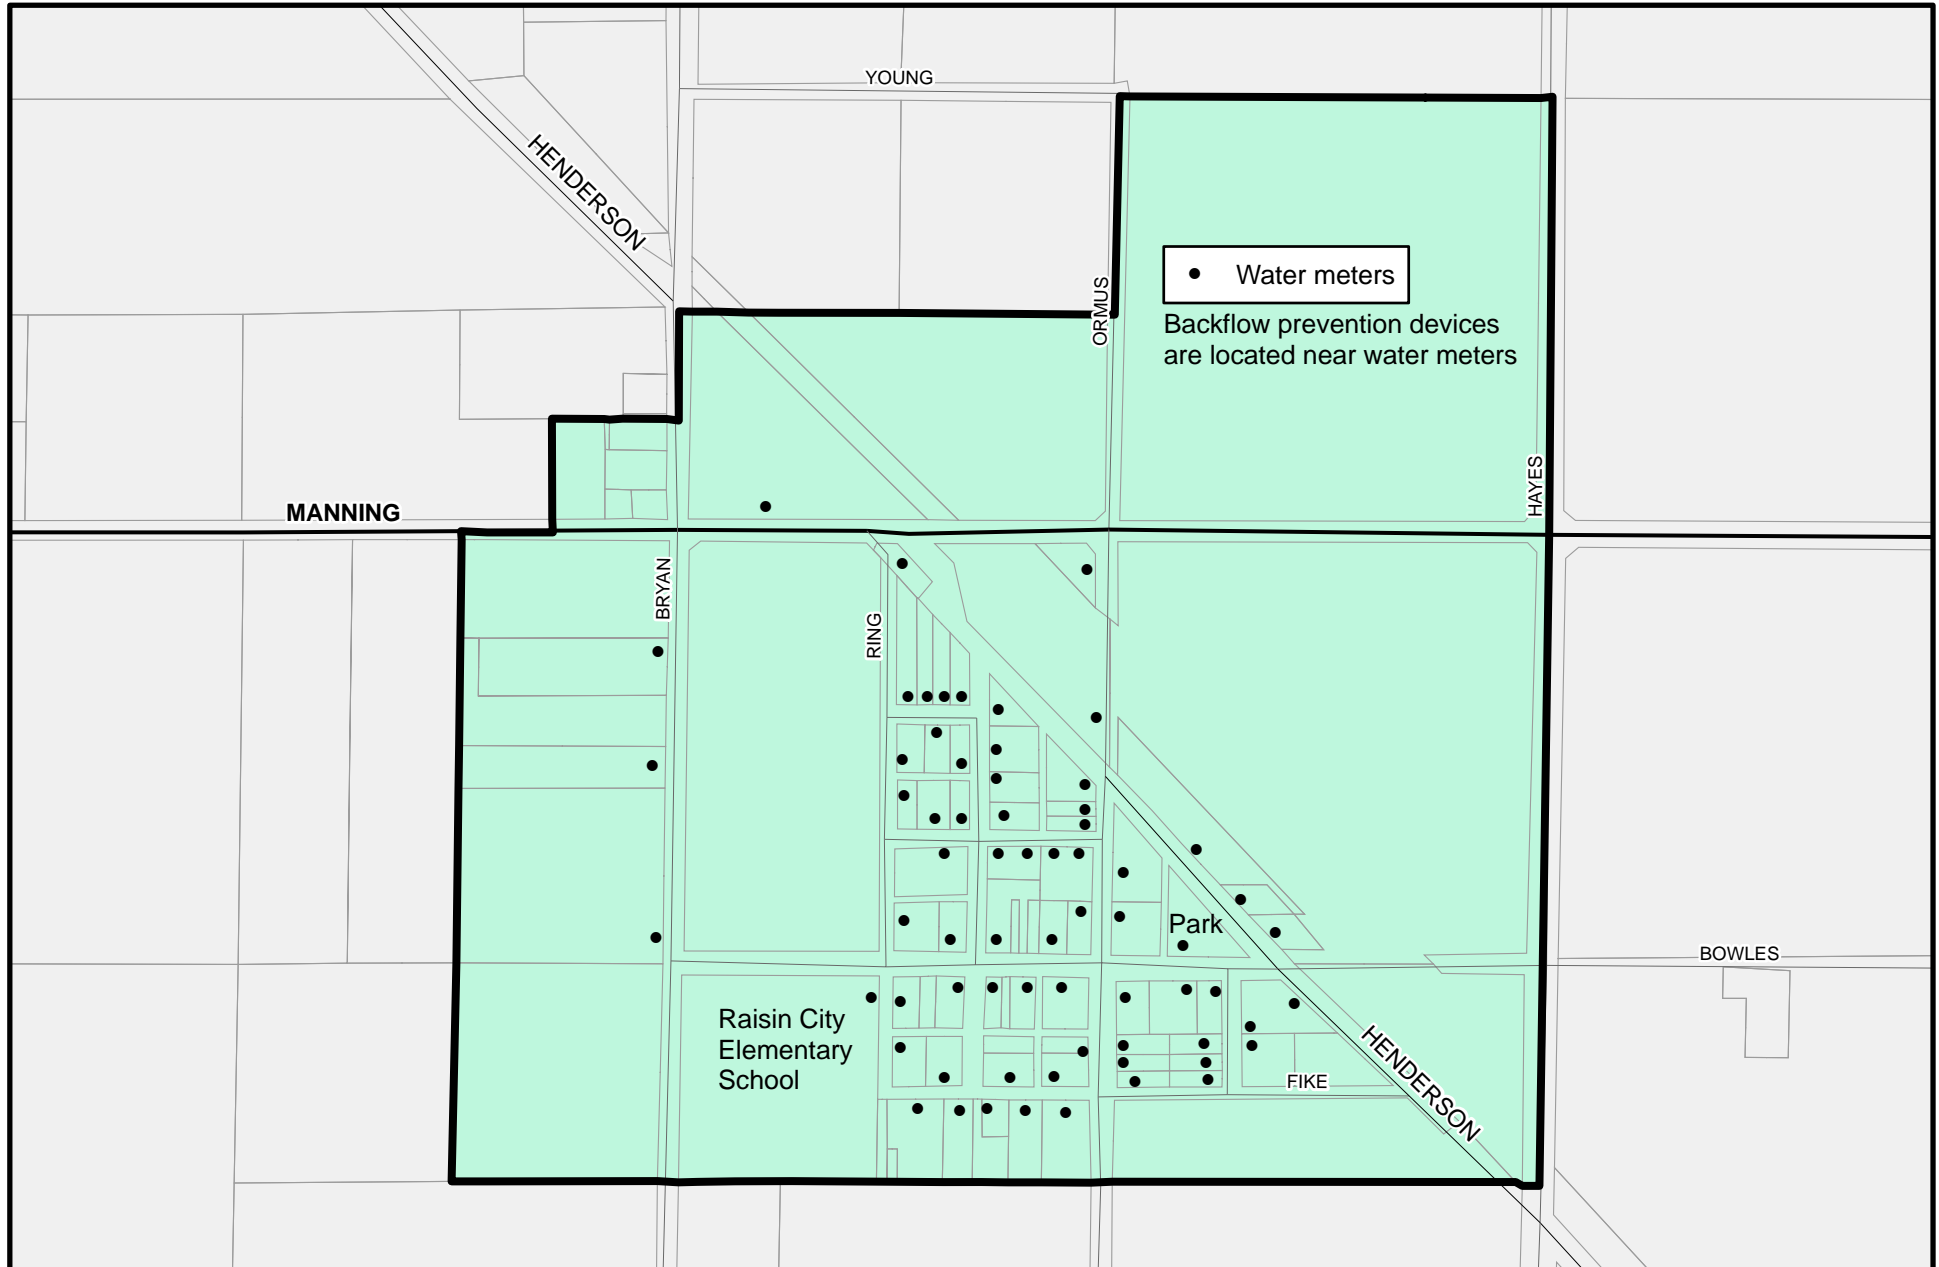 YOUNG
HENDERSON
Water meters
ORMUS
Backflow prevention devices
are located near water meters
HAYES
MANNING
BRYAN
RING
Park
BOWLES
Raisin City
Elementary
School
FIKE
HENDERSON